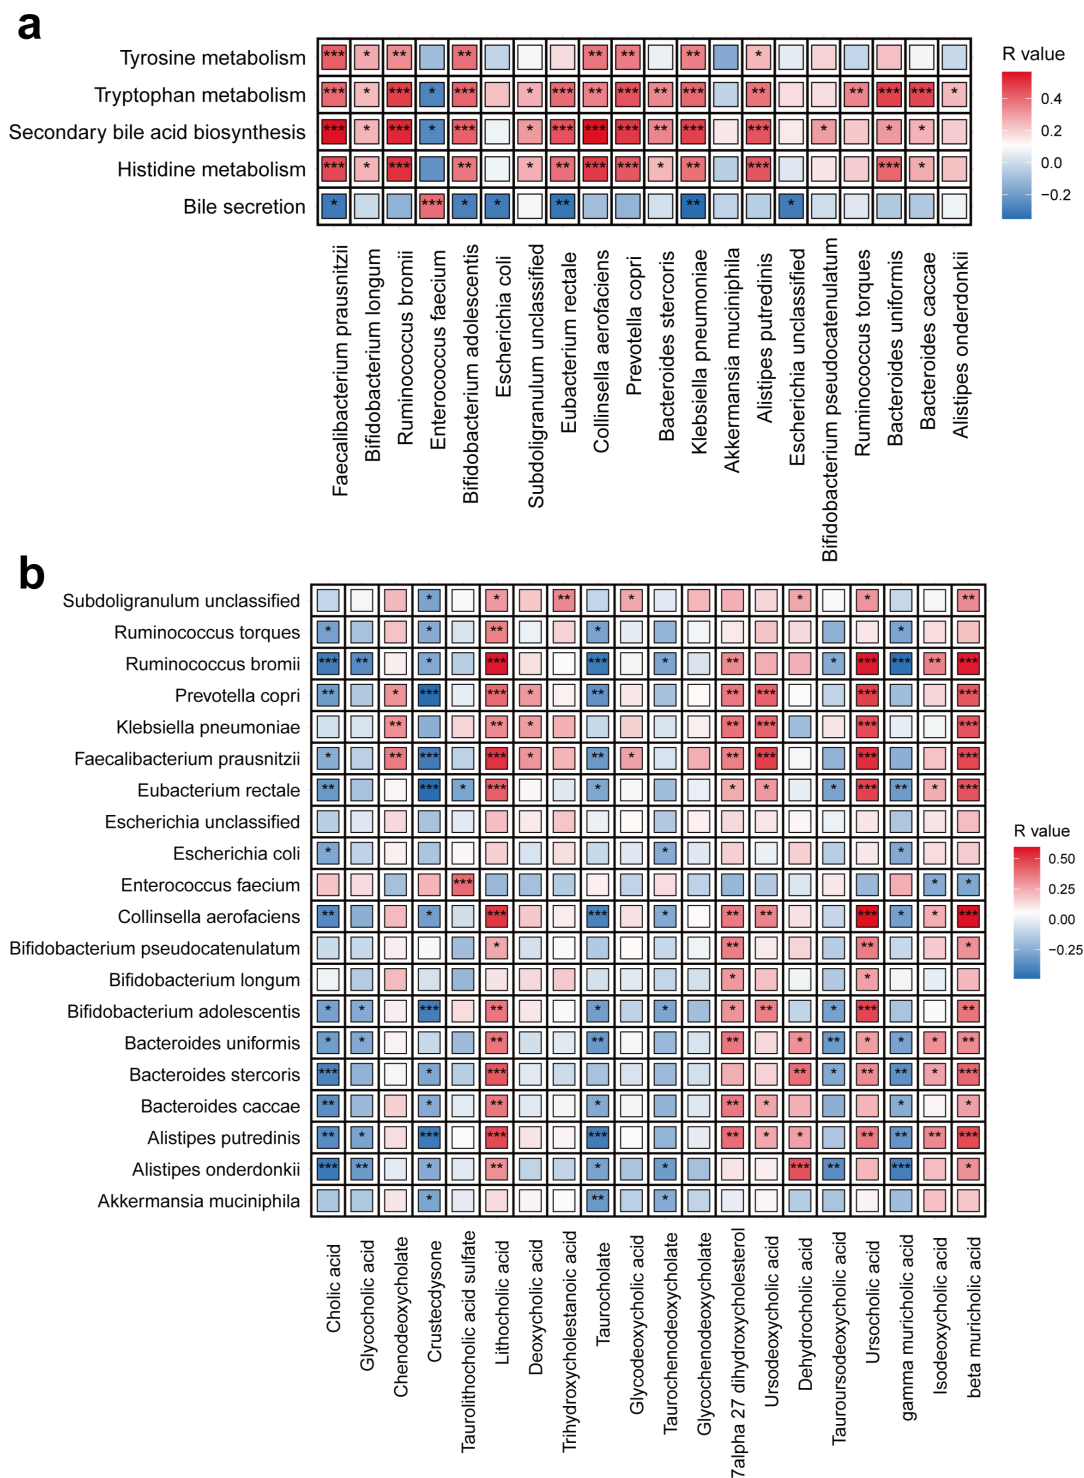 a
Tyrosine metabolism
Tryptophan metabolism
Secondary bile acid biosynthesis
Histidine metabolism
Bile secretion
R value
0.4
0.2
0.0
−0.2
Faecalibacterium prausnitzii
Bifidobacterium longum
Ruminococcus bromii
Enterococcus faecium
Bifidobacterium adolescentis
Escherichia coli
Subdoligranulum unclassified
Eubacterium rectale
Collinsella aerofaciens
Prevotella copri
Bacteroides stercoris
Klebsiella pneumoniae
Akkermansia muciniphila
Alistipes putredinis
Escherichia unclassified
Bifidobacterium pseudocatenulatum
Ruminococcus torques
Bacteroides uniformis
Bacteroides caccae
Alistipes onderdonkii
b
Subdoligranulum unclassified
Ruminococcus torques
Ruminococcus bromii
Prevotella copri
Klebsiella pneumoniae
Faecalibacterium prausnitzii
Eubacterium rectale
Escherichia unclassified
Escherichia coli
Enterococcus faecium
Collinsella aerofaciens
Bifidobacterium pseudocatenulatum
Bifidobacterium longum
Bifidobacterium adolescentis
Bacteroides uniformis
Bacteroides stercoris
Bacteroides caccae
Alistipes putredinis
Alistipes onderdonkii
Akkermansia muciniphila
R value
0.60
0.25
0.00
−0.25
Cholic acid
Glycocholic acid
Chenodeoxycholate
Crustecdysone
Taurolithocholic acid sulfate
Lithocholic acid
Deoxycholic acid
Trihydroxycholestanoic acid
Taurocholate
Glycodeoxycholic acid
Taurochenodeoxycholate
Glycochenodeoxycholate
7alpha 27 dihydroxycholesterol
Ursodeoxycholic acid
Dehydrocholic acid
Tauroursodeoxycholic acid
Ursocholic acid
gamma muricholic acid
Isodeoxycholic acid
beta muricholic acid